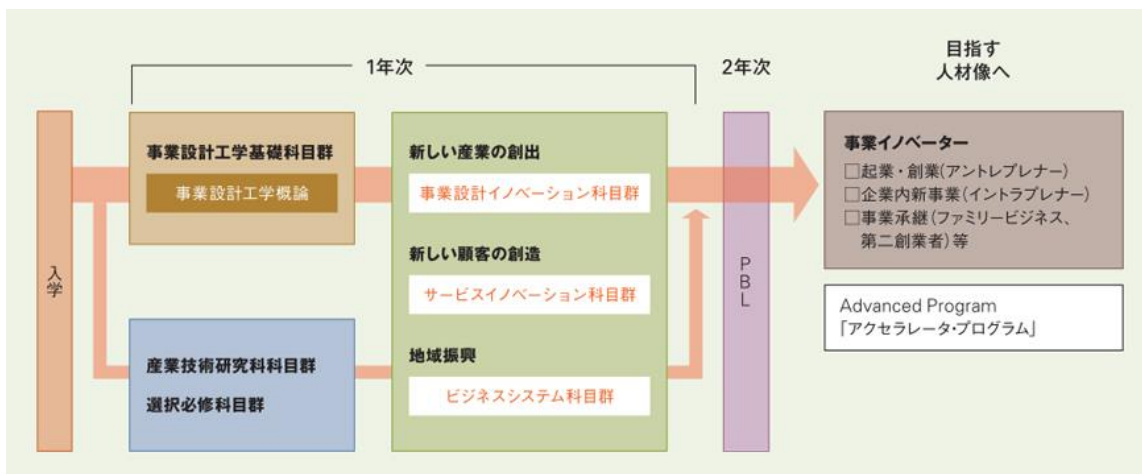 1年次
2年次
目指す
人材像へ
入学
事業設計工学基礎科目群
事業設計工学概論
産業技術研究科科目群
選択必修科目群
新しい産業の創出
事業設計イノベーション科目群
新しい顧客の創造
サービスイノベーション科目群
地域振興
ビジネスシステム科目群
PBL
事業イノベーター
□起業・創業(アントレプレナー)
□企業内新事業(イントラプレナー)
□事業承継(ファミリービジネス、
第二創業者)等
Advanced Program
「アクセラレータ・プログラム」